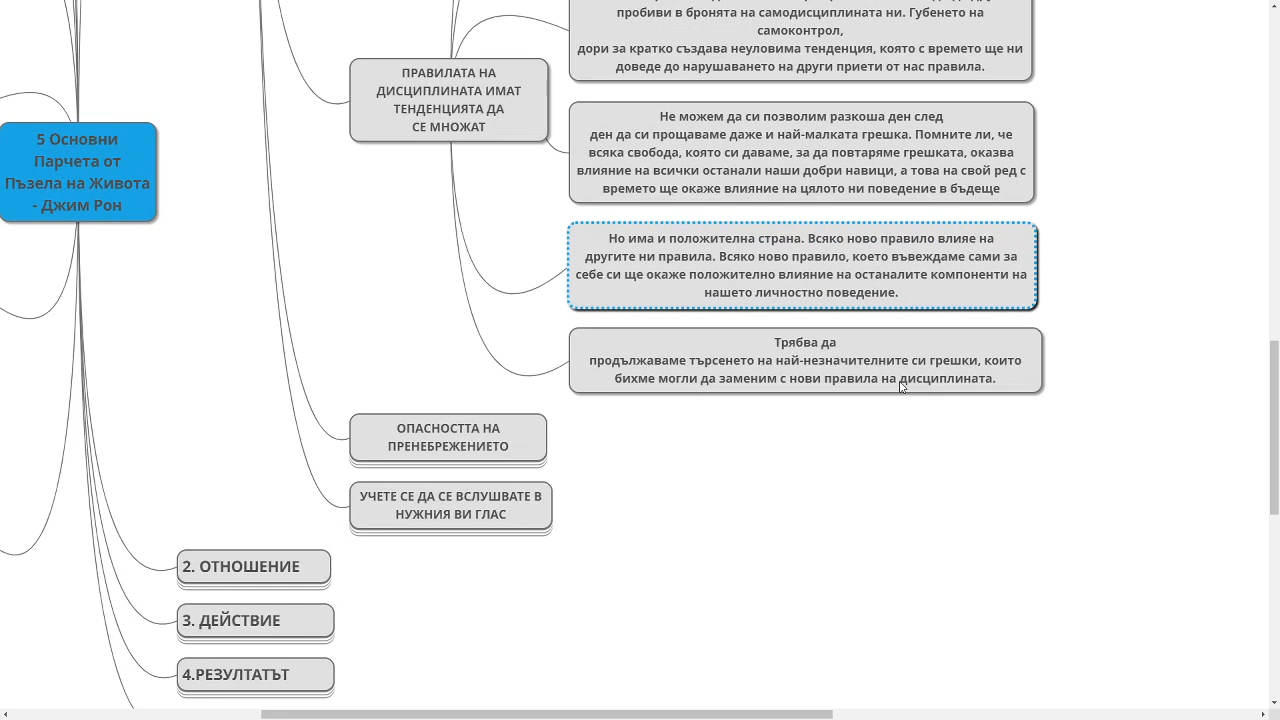 пробиви в бронята на самодисциплината ни. Губенето на
самоконтрол,
дори за кратко създава неуловима тенденция, която с времето ще ни
доведе до нарушаването на други приети от нас правила.
ПРАВИЛАТА НА
ДИСЦИПЛИНАТА ИМАТ
ТЕНДЕНЦИЯТА ДА
СЕ МНОЖАТ
Не можем да си позволим разкоша ден след
ден да си прощаваме даже и най-малката грешка. Помните ли, че
всяка свобода, която си даваме, за да повтаряме грешката, оказва
влияние на всички останали наши добри навици, а това на свой ред с
времето ще окаже влияние на цялото ни поведение в бъдеще
5 Основни
Парчета от
Пъзела на Живота
- Джим Рон
Но има и положителна страна. Всяко ново правило влияе на
другите ни правила. Всяко ново правило, което въвеждаме сами за
себе си ще окаже положително влияние на останалите компоненти на
нашето личностно поведение.
Трябва да
продължаваме търсенето на най-незначителните си грешки, които
бихме могли да заменим с нови правила на дисциплината.
ОПАСНОСТТА НА
ПРЕНЕБРЕЖЕНИЕТО
УЧЕТЕ СЕ ДА СЕ ВСЛУШВАТЕ В
НУЖНИЯ ВИ ГЛАС
2. ОТНОШЕНИЕ
3. ДЕЙСТВИЕ
4.РЕЗУЛТАТЪТ